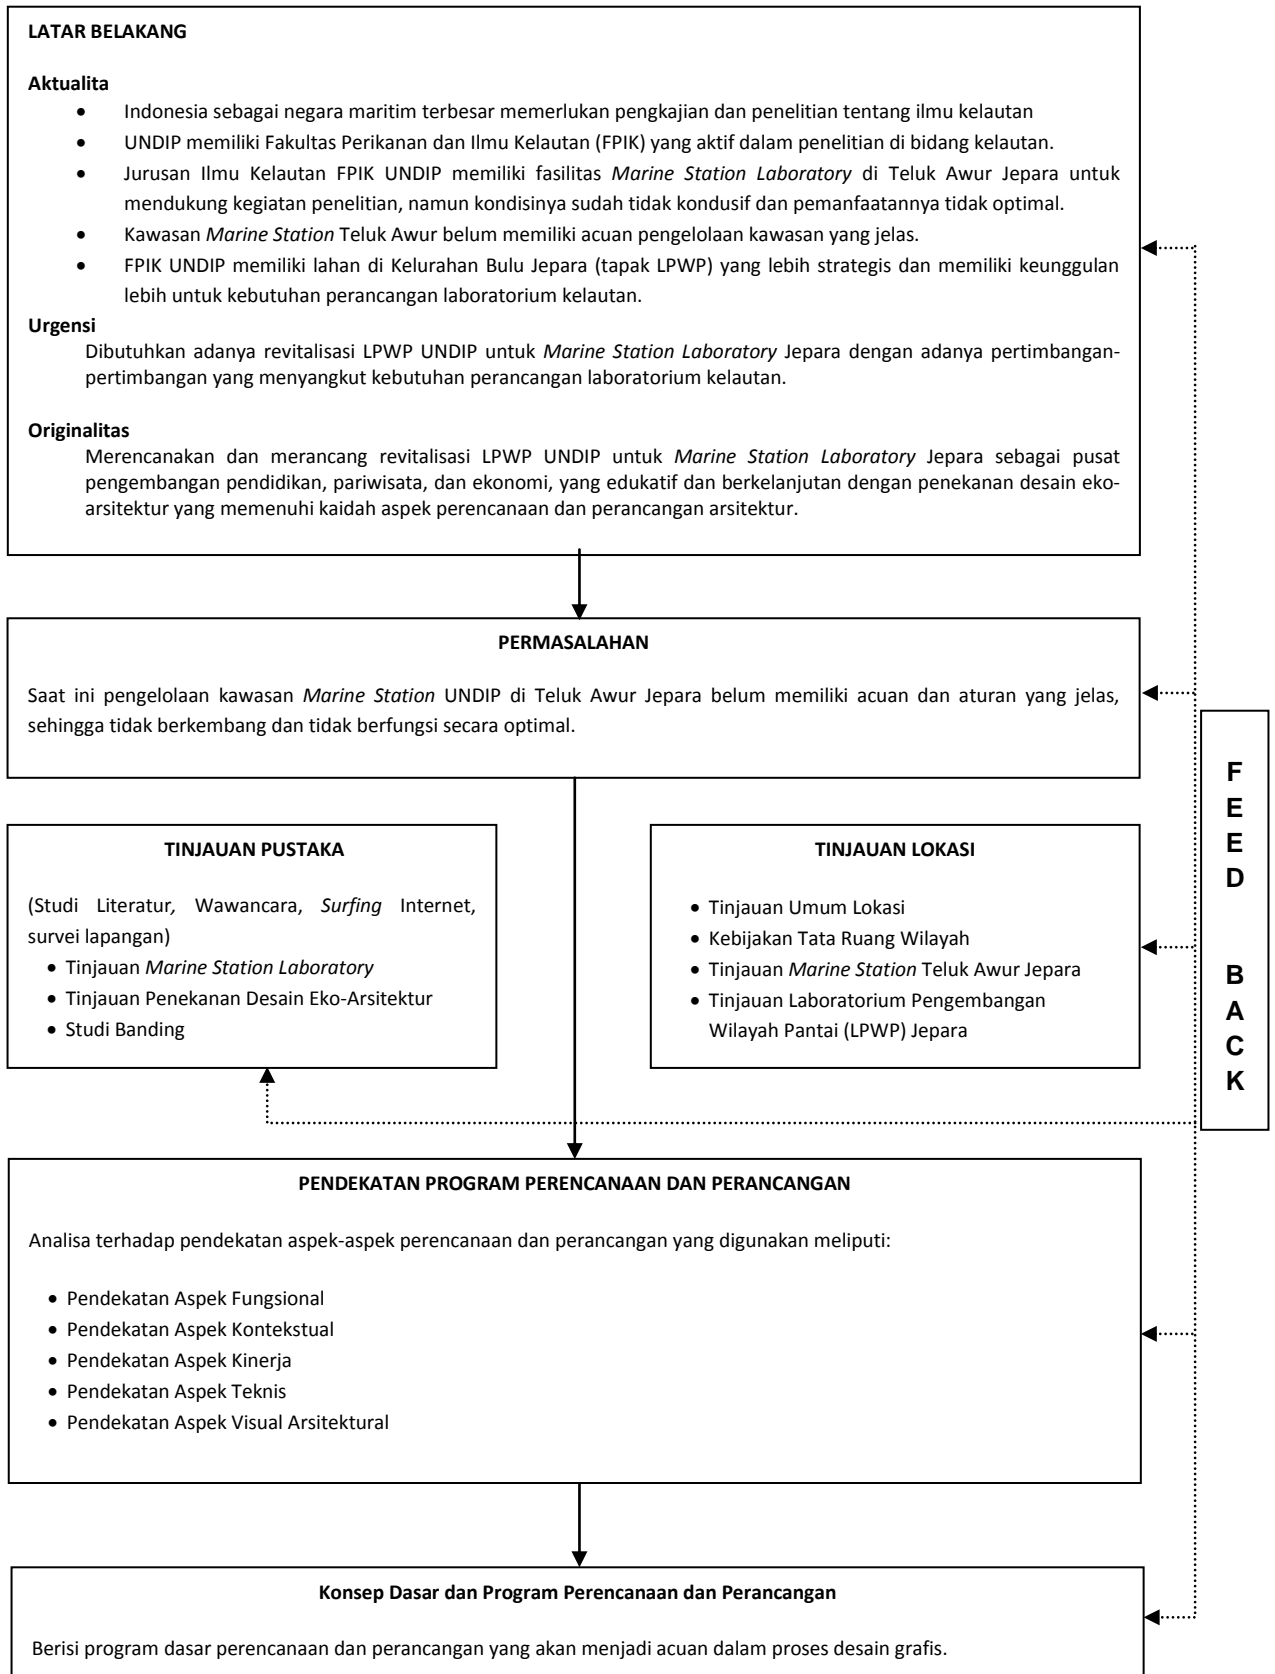 LATAR BELAKANG
Aktualita
• Indonesia sebagai negara maritim terbesar memerlukan pengkajian dan penelitian tentang ilmu kelautan
• UNDIP memiliki Fakultas Perikanan dan Ilmu Kelautan (FPIK) yang aktif dalam penelitian di bidang kelautan.
• Jurusan Ilmu Kelautan FPIK UNDIP memiliki fasilitas Marine Station Laboratory di Teluk Awur Jepara untuk
mendukung kegiatan penelitian, namun kondisinya sudah tidak kondusif dan pemanfaatannya tidak optimal.
• Kawasan Marine Station Teluk Awur belum memiliki acuan pengelolaan kawasan yang jelas.
• FPIK UNDIP memiliki lahan di Kelurahan Bulu Jepara (tapak LPWP) yang lebih strategis dan memiliki keunggulan
lebih untuk kebutuhan perancangan laboratorium kelautan.
Urgensi
Dibutuhkan adanya revitalisasi LPWP UNDIP untuk Marine Station Laboratory Jepara dengan adanya pertimbangan-
pertimbangan yang menyangkut kebutuhan perancangan laboratorium kelautan.
Originalitas
Merencanakan dan merancang revitalisasi LPWP UNDIP untuk Marine Station Laboratory Jepara sebagai pusat
pengembangan pendidikan, pariwisata, dan ekonomi, yang edukatif dan berkelanjutan dengan penekanan desain eko-
arsitektur yang memenuhi kaidah aspek perencanaan dan perancangan arsitektur.
PERMASALAHAN
Saat ini pengelolaan kawasan Marine Station UNDIP di Teluk Awur Jepara belum memiliki acuan dan aturan yang jelas,
sehingga tidak berkembang dan tidak berfungsi secara optimal.
TINJAUAN PUSTAKA
(Studi Literatur, Wawancara, Surfing Internet,
survei lapangan)
• Tinjauan Marine Station Laboratory
• Tinjauan Penekanan Desain Eko-Arsitektur
• Studi Banding
TINJAUAN LOKASI
• Tinjauan Umum Lokasi
• Kebijakan Tata Ruang Wilayah
• Tinjauan Marine Station Teluk Awur Jepara
• Tinjauan Laboratorium Pengembangan
Wilayah Pantai (LPWP) Jepara
F
E
E
D
B
A
C
K
PENDEKATAN PROGRAM PERENCANAAN DAN PERANCANGAN
Analisa terhadap pendekatan aspek-aspek perencanaan dan perancangan yang digunakan meliputi:
• Pendekatan Aspek Fungsional
• Pendekatan Aspek Kontekstual
• Pendekatan Aspek Kinerja
• Pendekatan Aspek Teknis
• Pendekatan Aspek Visual Arsitektural
Konsep Dasar dan Program Perencanaan dan Perancangan
Berisi program dasar perencanaan dan perancangan yang akan menjadi acuan dalam proses desain grafis.